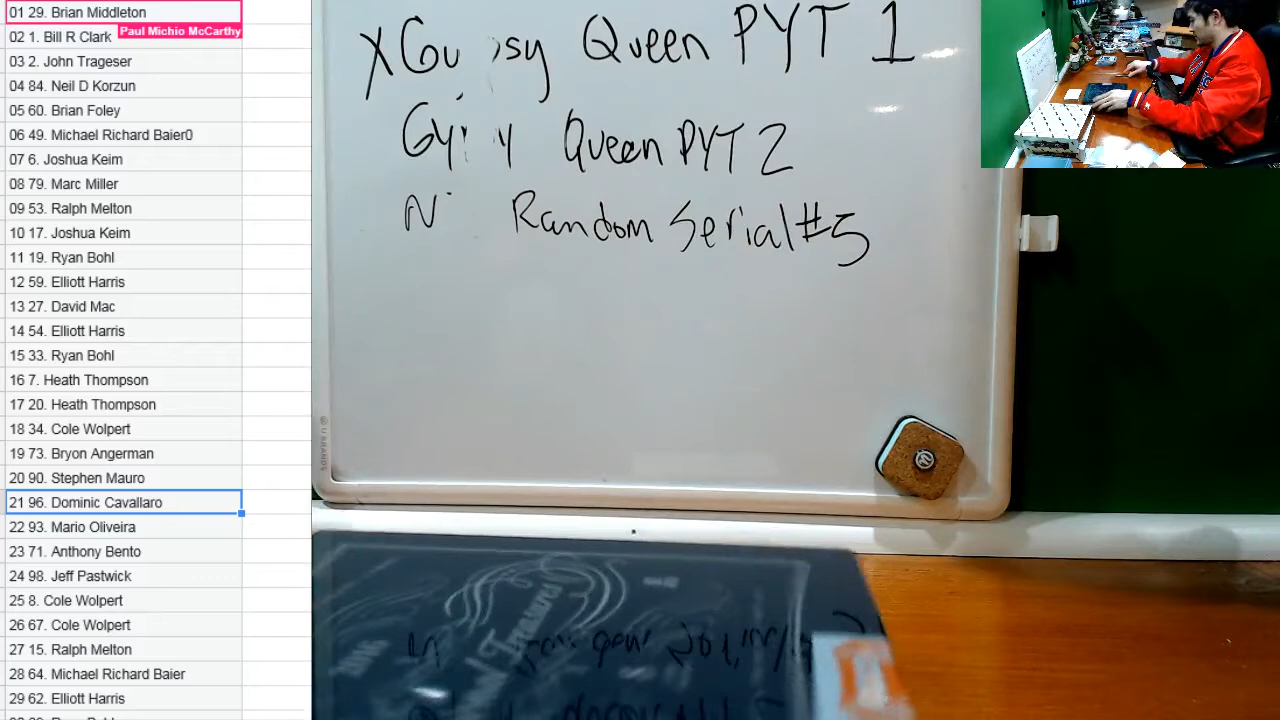 01 29. Brian Middleton
Paul Michio McCarthy
02 1. Bill R Clark
03 2. John Trageser
04 84. Neil D Korzun
05 60. Brian Foley
06 49. Michael Richard Baier0
07 6. Joshua Keim
08 79. Marc Miller
09 53. Ralph Melton
10 17. Joshua Keim
11 19. Ryan Bohl
12 59. Elliott Harris
13 27. David Mac
14 54. Elliott Harris
15 33. Ryan Bohl
16 7. Heath Thompson
17 20. Heath Thompson
18 34. Cole Wolpert
19 73. Bryon Angerman
20 90. Stephen Mauro
21 96. Dominic Cavallaro
22 93. Mario Oliveira
23 71. Anthony Bento
24 98. Jeff Pastwick
25 8. Cole Wolpert
26 67. Cole Wolpert
27 15. Ralph Melton
28 64. Michael Richard Baier
29 62. Elliott Harris
X Queen PYT 1
Queen PYT 2
Random Serial #5